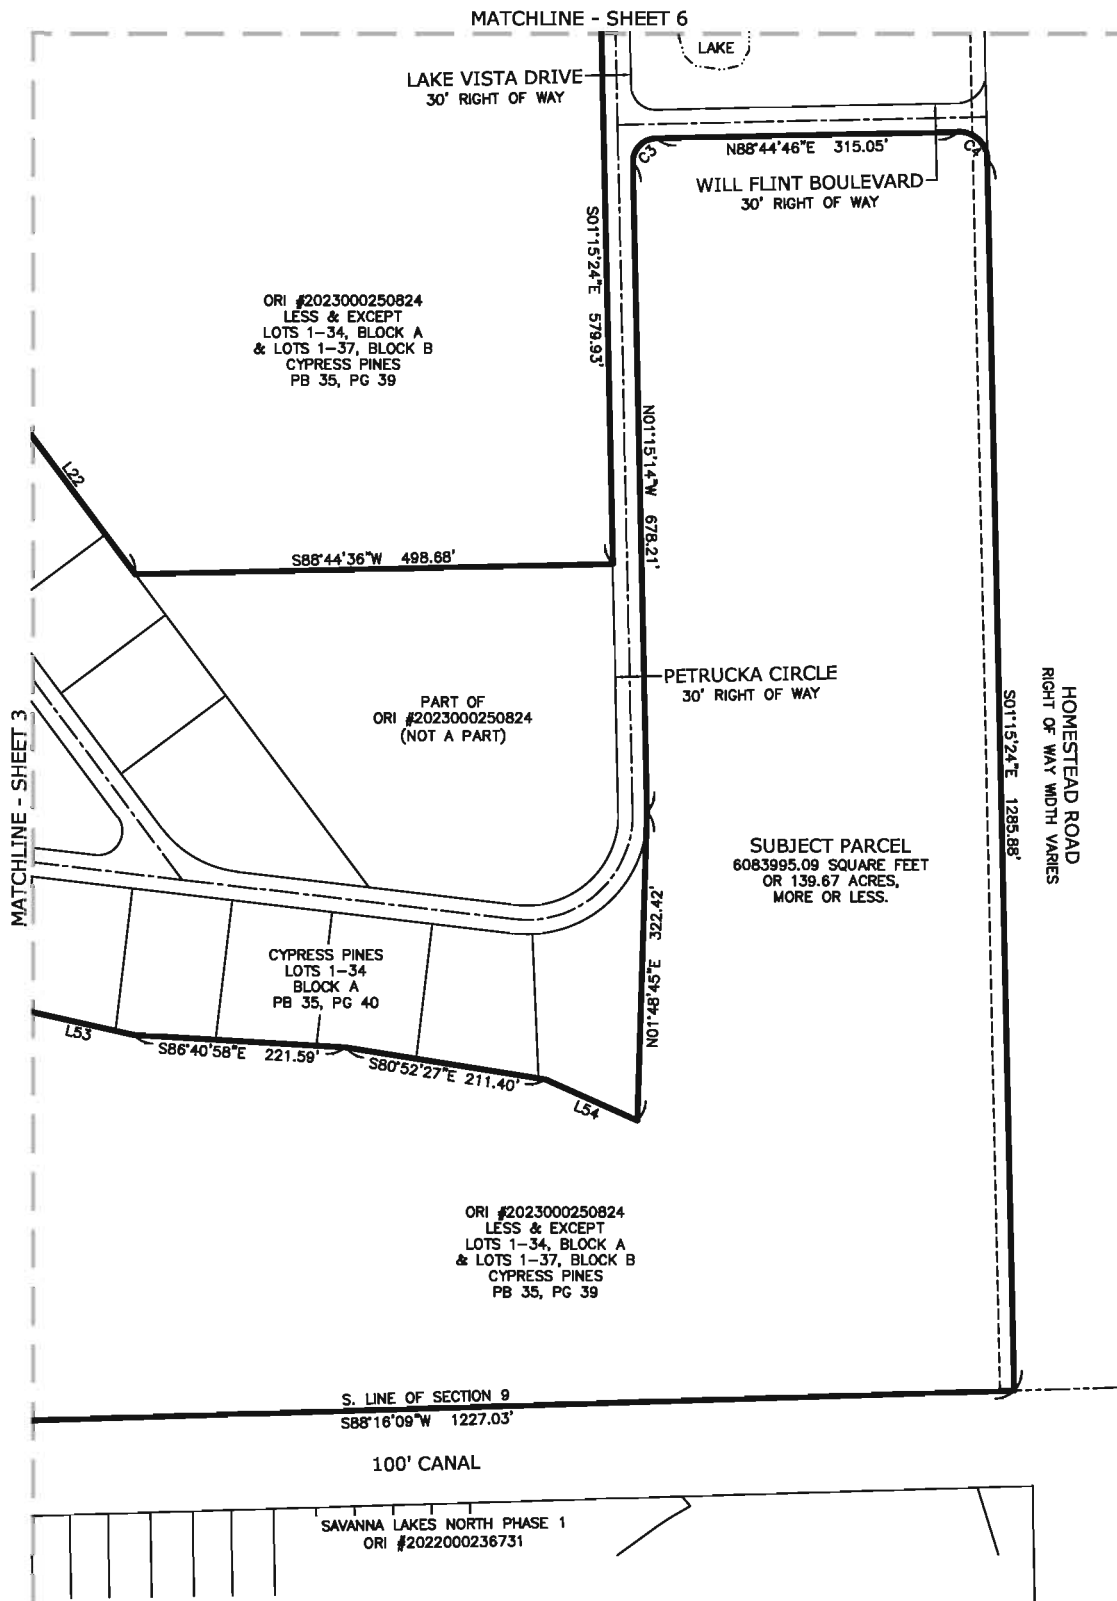 MATCHLINE - SHEET 6
LAKE
LAKE VISTA DRIVE
30' RIGHT OF WAY
C3
N88°44'46"E 315.05'
C4
WILL FLINT BOULEVARD
30' RIGHT OF WAY
S01°15'24"E 579.93'
ORI #2023000250824
LESS & EXCEPT
LOTS 1-34, BLOCK A
& LOTS 1-37, BLOCK B
CYPRESS PINES
PB 35, PG 39
N01°15'14"W 678.21'
L22
S88°44'36"W 498.68'
PETRUCKA CIRCLE
30' RIGHT OF WAY
PART OF
ORI #2023000250824
(NOT A PART)
MATCHLINE - SHEET 3
S01°15'24"E 1285.88'
HOMESTEAD ROAD
RIGHT OF WAY WIDTH VARIES
SUBJECT PARCEL
6083995.09 SQUARE FEET
OR 139.67 ACRES,
MORE OR LESS.
N01°48'45"E 322.42'
CYPRESS PINES
LOTS 1-34
BLOCK A
PB 35, PG 40
L53
S86°40'58"E 221.59'
S80°52'27"E 211.40'
L54
ORI #2023000250824
LESS & EXCEPT
LOTS 1-34, BLOCK A
& LOTS 1-37, BLOCK B
CYPRESS PINES
PB 35, PG 39
S. LINE OF SECTION 9
S88°16'09"W 1227.03'
100' CANAL
SAVANNA LAKES NORTH PHASE 1
ORI #2022000236731